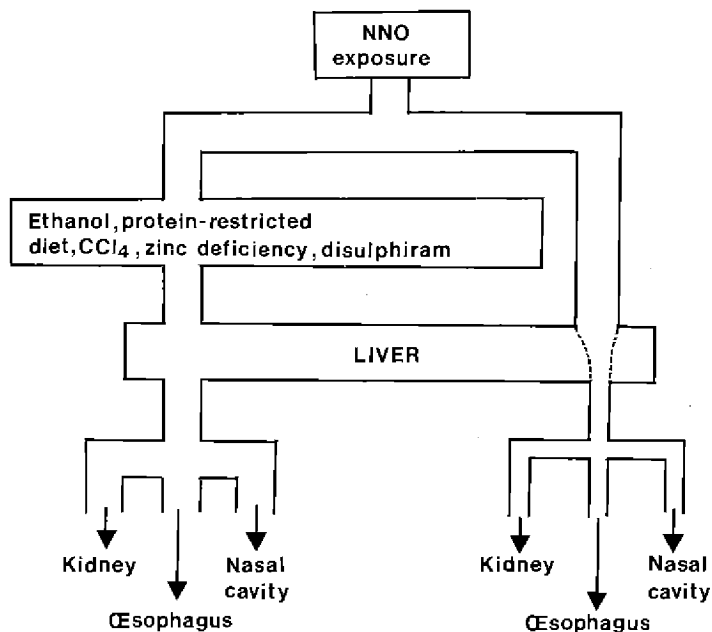 NNO
exposure
Ethanol, protein-restricted
diet, CCl4, zinc deficiency, disulphiram
LIVER
Kidney
Nasal
cavity
Œsophagus
Kidney
Nasal
cavity
Œsophagus